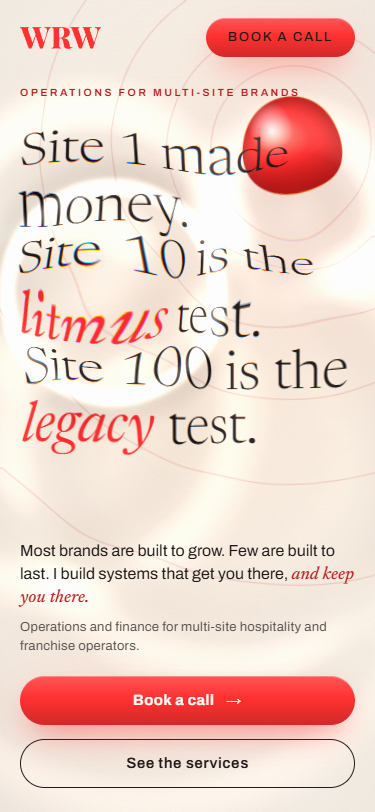 WRW
BOOK A CALL
OPERATIONS FOR MULTI-SITE BRANDS
Site 1 made
money.
Site 10 is the
litmus test.
Site 100 is the
legacy test.
Most brands are built to grow. Few are built to
last. I build systems that get you there, and keep
you there.
Operations and finance for multi-site hospitality and
franchise operators.
Book a call →
See the services